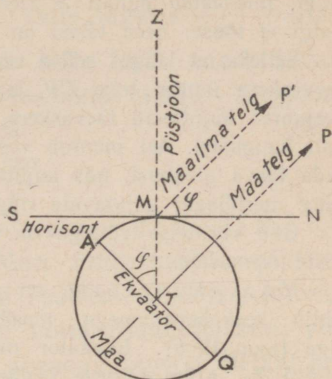 Z
Püstjoon
Maailma telg
P'
Maa telg
P
S
M
φ
N
Horisont
A
φ
Ekvaator
T
Maa
Q